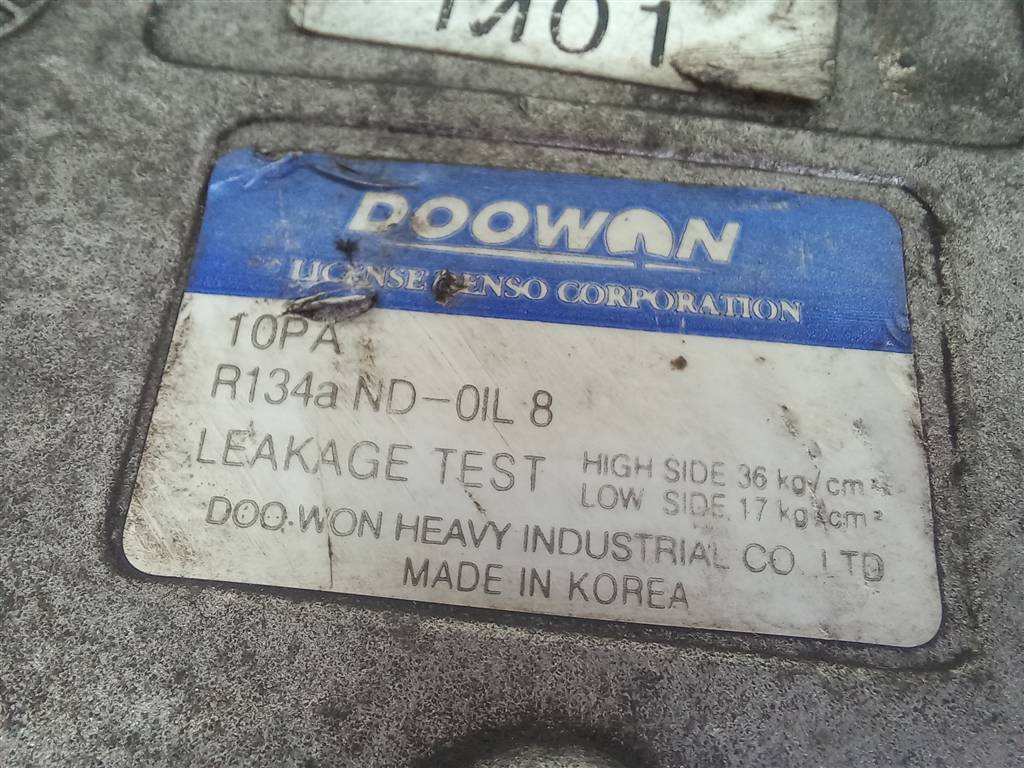 M01
DOOWON
LICENSE DENSO CORPORATION
10PA
R134a ND-OIL 8
LEAKAGE TEST HIGH SIDE 36 kg/cm²
LOW SIDE 17 kg/cm²
DOO-WON HEAVY INDUSTRIAL CO. LTD
MADE IN KOREA